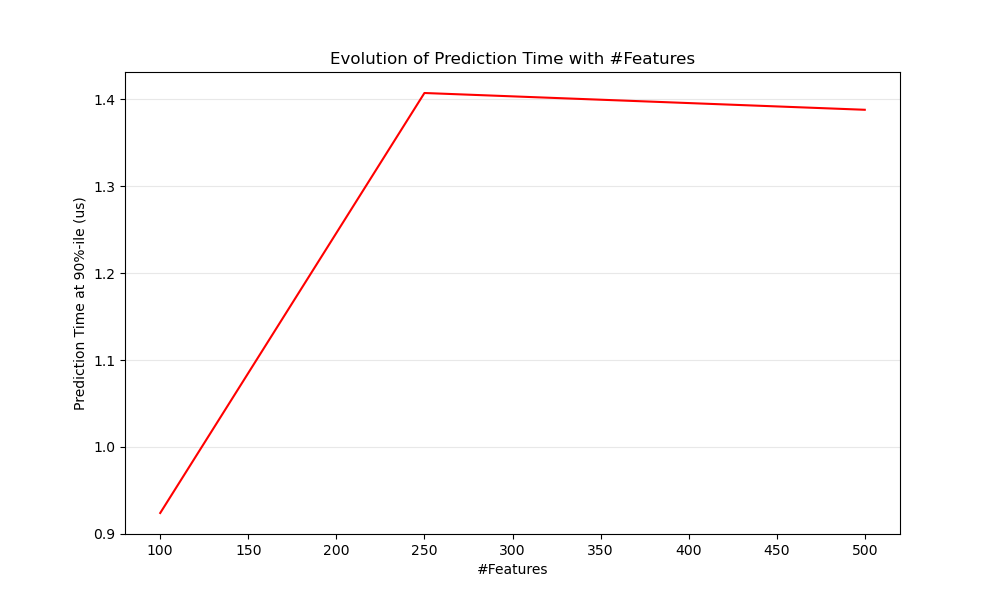 Evolution of Prediction Time with #Features
Prediction Time at 90%-ile (us)
1.4
1.3
1.2
1.1
1.0
0.9
100 150 200 250 300 350 400 450 500
#Features